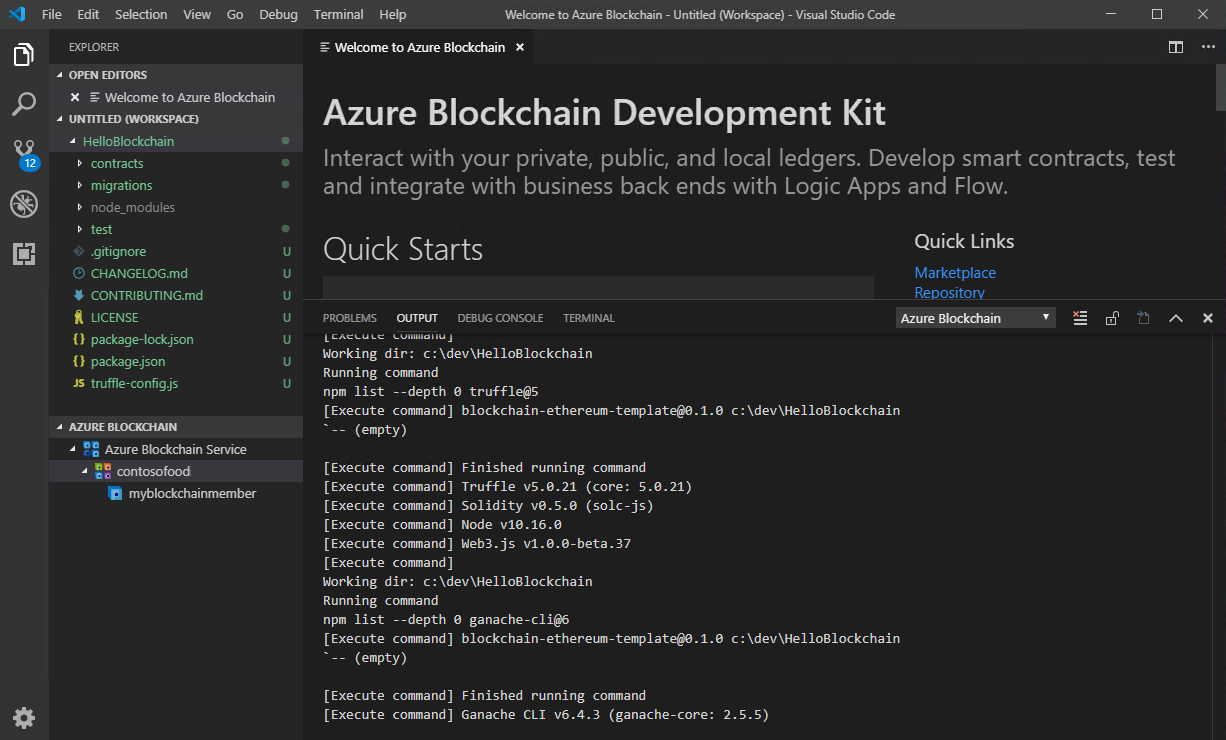 File Edit Selection View Go Debug Terminal Help Welcome to Azure Blockchain - Untitled (Workspace) - Visual Studio Code
EXPLORER
OPEN EDITORS
Welcome to Azure Blockchain
UNTITLED (WORKSPACE)
HelloBlockchain
contracts
migrations
node_modules
test
.gitignore U
CHANGELOG.md U
CONTRIBUTING.md U
LICENSE U
{} package-lock.json U
{} package.json U
JS truffle-config.js U
12
AZURE BLOCKCHAIN
Azure Blockchain Service
contosofood
myblockchainmember
Welcome to Azure Blockchain
Azure Blockchain Development Kit
Interact with your private, public, and local ledgers. Develop smart contracts, test
and integrate with business back ends with Logic Apps and Flow.
Quick Starts
Quick Links
Marketplace
Repository
PROBLEMS OUTPUT DEBUG CONSOLE TERMINAL Azure Blockchain
[Execute command]
Working dir: c:\dev\HelloBlockchain
Running command
npm list --depth 0 truffle@5
[Execute command] blockchain-ethereum-template@0.1.0 c:\dev\HelloBlockchain
`-- (empty)
[Execute command] Finished running command
[Execute command] Truffle v5.0.21 (core: 5.0.21)
[Execute command] Solidity v0.5.0 (solc-js)
[Execute command] Node v10.16.0
[Execute command] Web3.js v1.0.0-beta.37
[Execute command]
Working dir: c:\dev\HelloBlockchain
Running command
npm list --depth 0 ganache-cli@6
[Execute command] blockchain-ethereum-template@0.1.0 c:\dev\HelloBlockchain
`-- (empty)
[Execute command] Finished running command
[Execute command] Ganache CLI v6.4.3 (ganache-core: 2.5.5)